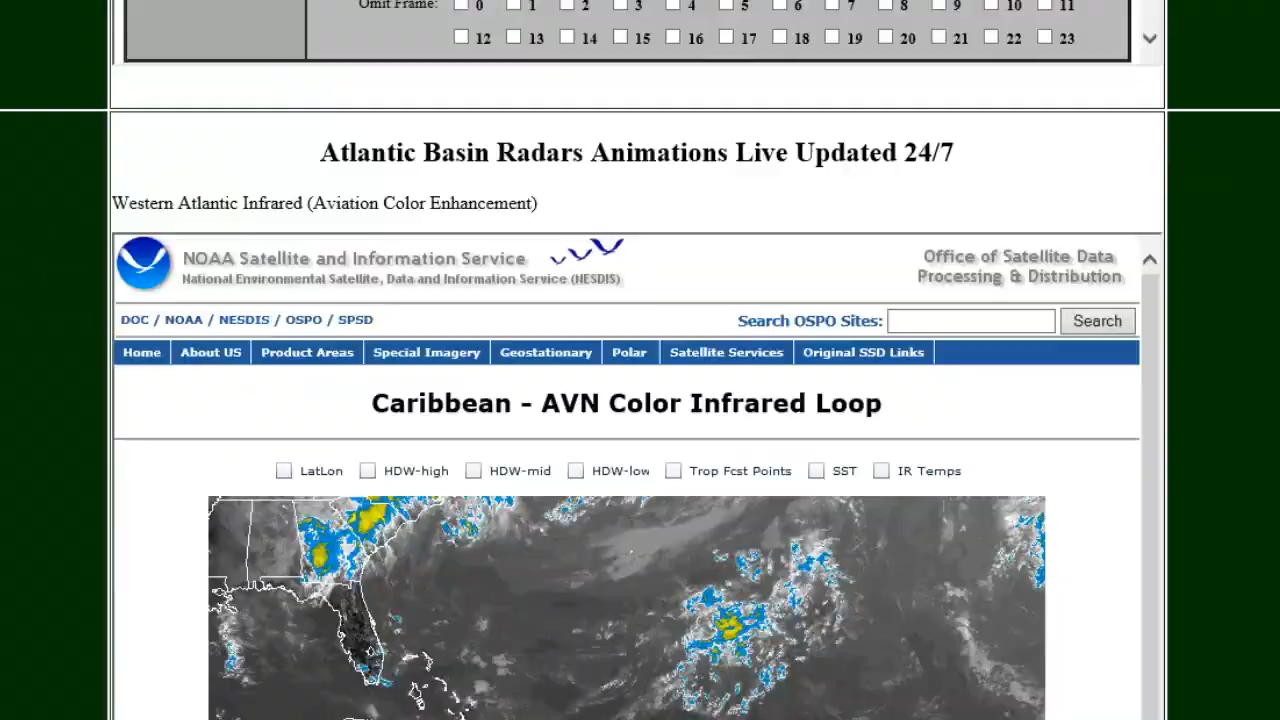 Omit Frame: 0 1 2 3 4 5 6 7 8 9 10 11
12 13 14 15 16 17 18 19 20 21 22 23
Atlantic Basin Radars Animations Live Updated 24/7
Western Atlantic Infrared (Aviation Color Enhancement)
NOAA Satellite and Information Service
National Environmental Satellite, Data and Information Service (NESDIS)
Office of Satellite Data
Processing & Distribution
DOC / NOAA / NESDIS / OSPO / SPSD
Search OSPO Sites: Search
Home About US Product Areas Special Imagery Geostationary Polar Satellite Services Original SSD Links
Caribbean - AVN Color Infrared Loop
LatLon HDW-high HDW-mid HDW-low Trop Fcst Points SST IR Temps